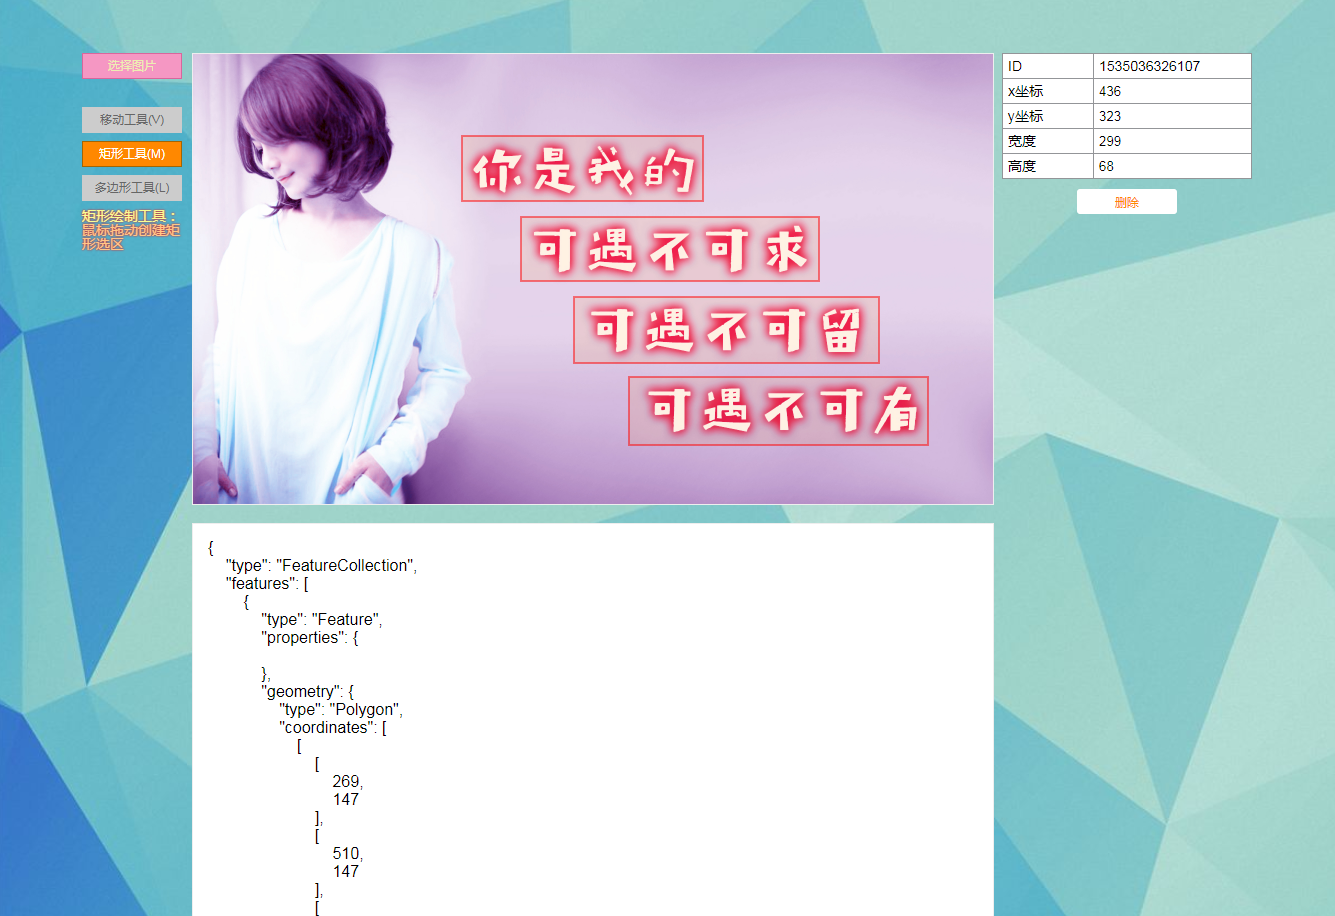 选择图片
移动工具(V)
矩形工具(M)
多边形工具(L)
矩形绘制工具：
鼠标拖动创建矩
形选区
你是我的
可遇不可求
可遇不可留
可遇不可有
ID 1535036326107
x坐标 436
y坐标 323
宽度 299
高度 68
删除
{
"type": "FeatureCollection",
"features": [
{
"type": "Feature",
"properties": {
},
"geometry": {
"type": "Polygon",
"coordinates": [
[
[
269,
147
],
[
510,
147
],
[